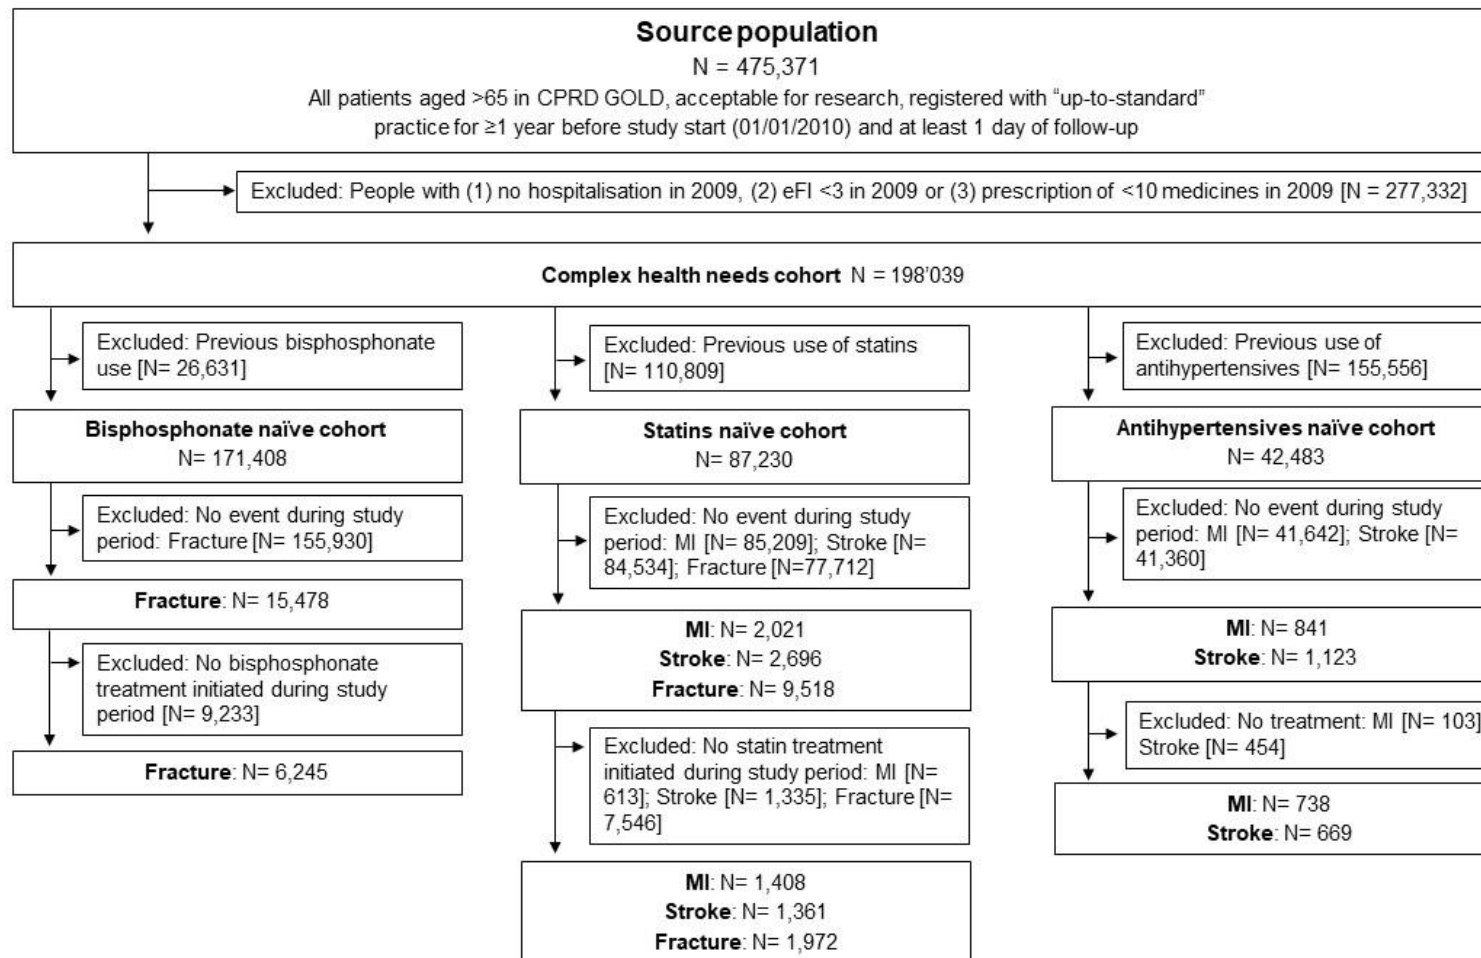 Source population
N = 475,371
All patients aged >65 in CPRD GOLD, acceptable for research, registered with “up-to-standard”
practice for ≥1 year before study start (01/01/2010) and at least 1 day of follow-up
Excluded: People with (1) no hospitalisation in 2009, (2) eFI <3 in 2009 or (3) prescription of <10 medicines in 2009 [N = 277,332]
Complex health needs cohort N = 198’039
Excluded: Previous bisphosphonate
use [N= 26,631]
Bisphosphonate naïve cohort
N= 171,408
Excluded: No event during study
period: Fracture [N= 155,930]
Fracture: N= 15,478
Excluded: No bisphosphonate
treatment initiated during study
period [N= 9,233]
Fracture: N= 6,245
Excluded: Previous use of statins
[N= 110,809]
Statins naïve cohort
N= 87,230
Excluded: No event during study
period: MI [N= 85,209]; Stroke [N=
84,534]; Fracture [N=77,712]
MI: N= 2,021
Stroke: N= 2,696
Fracture: N= 9,518
Excluded: No statin treatment
initiated during study period: MI [N=
613]; Stroke [N= 1,335]; Fracture [N=
7,546]
MI: N= 1,408
Stroke: N= 1,361
Fracture: N= 1,972
Excluded: Previous use of
antihypertensives [N= 155,556]
Antihypertensives naïve cohort
N= 42,483
Excluded: No event during study
period: MI [N= 41,642]; Stroke [N=
41,360]
MI: N= 841
Stroke: N= 1,123
Excluded: No treatment: MI [N= 103]
Stroke [N= 454]
MI: N= 738
Stroke: N= 669